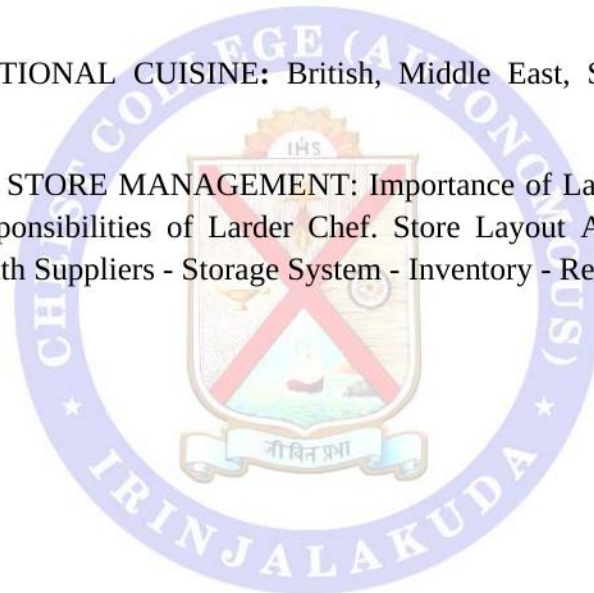 TIONAL CUISINE: British, Middle East, S
STORE MANAGEMENT: Importance of La
ponsibilities of Larder Chef. Store Layout A
th Suppliers - Storage System - Inventory - Re
CHRIST COLLEGE (AUTONOMOUS)
IHS
जीवित प्रभा
★ IRINJALAKUDA ★